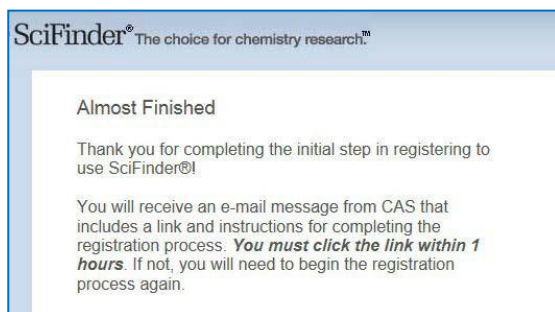 SciFinder® The choice for chemistry research.™
Almost Finished
Thank you for completing the initial step in registering to
use SciFinder®!
You will receive an e-mail message from CAS that
includes a link and instructions for completing the
registration process. You must click the link within 1
hours. If not, you will need to begin the registration
process again.